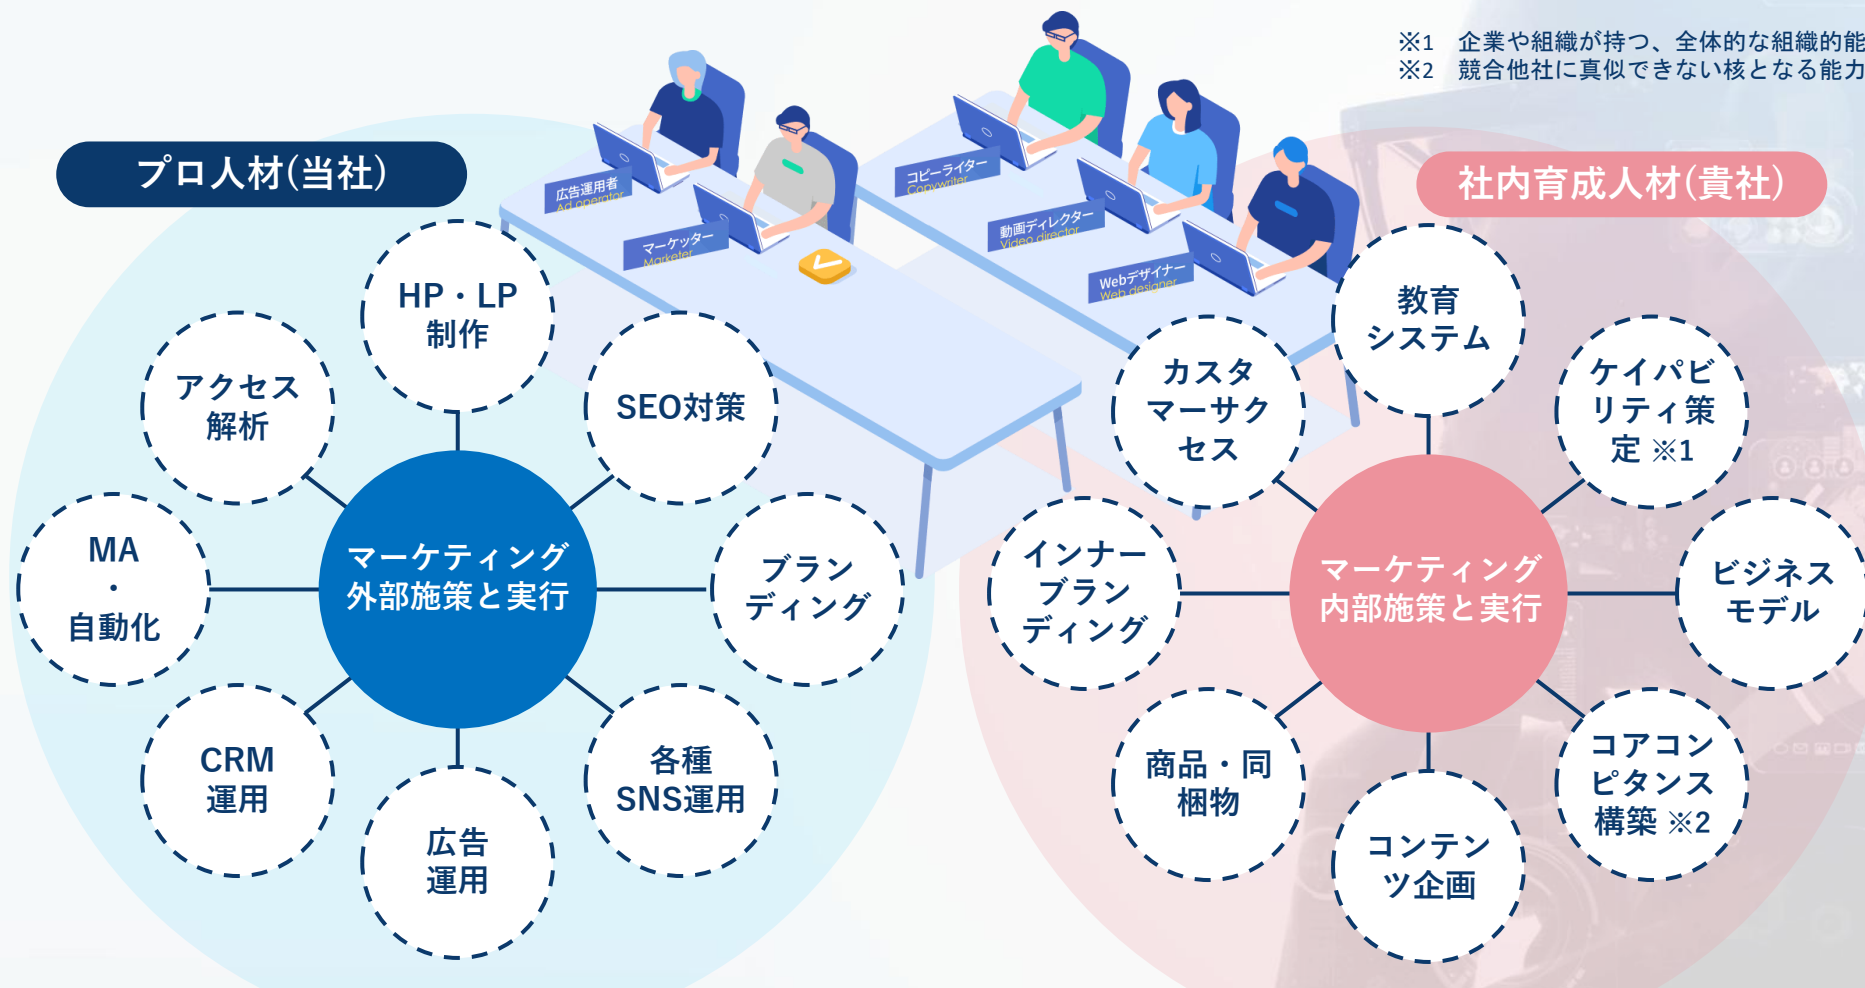 ※1 企業や組織が持つ、全体的な組織的能
※2 競合他社に真似できない核となる能力
プロ人材(当社)
広告運用者
Ad operator
マーケッター
Marketer
コピーライター
Copywriter
動画ディレクター
Video director
Webデザイナー
Web designer
HP・LP
制作
SEO対策
ブラン
ディング
各種
SNS運用
広告
運用
CRM
運用
MA
・
自動化
アクセス
解析
マーケティング
外部施策と実行
社内育成人材(貴社)
教育
システム
ケイパビ
リティ策
定 ※1
ビジネス
モデル
コアコン
ピタンス
構築 ※2
コンテン
ツ企画
商品・同
梱物
インナー
ブラン
ディング
カスタ
マーサク
セス
マーケティング
内部施策と実行